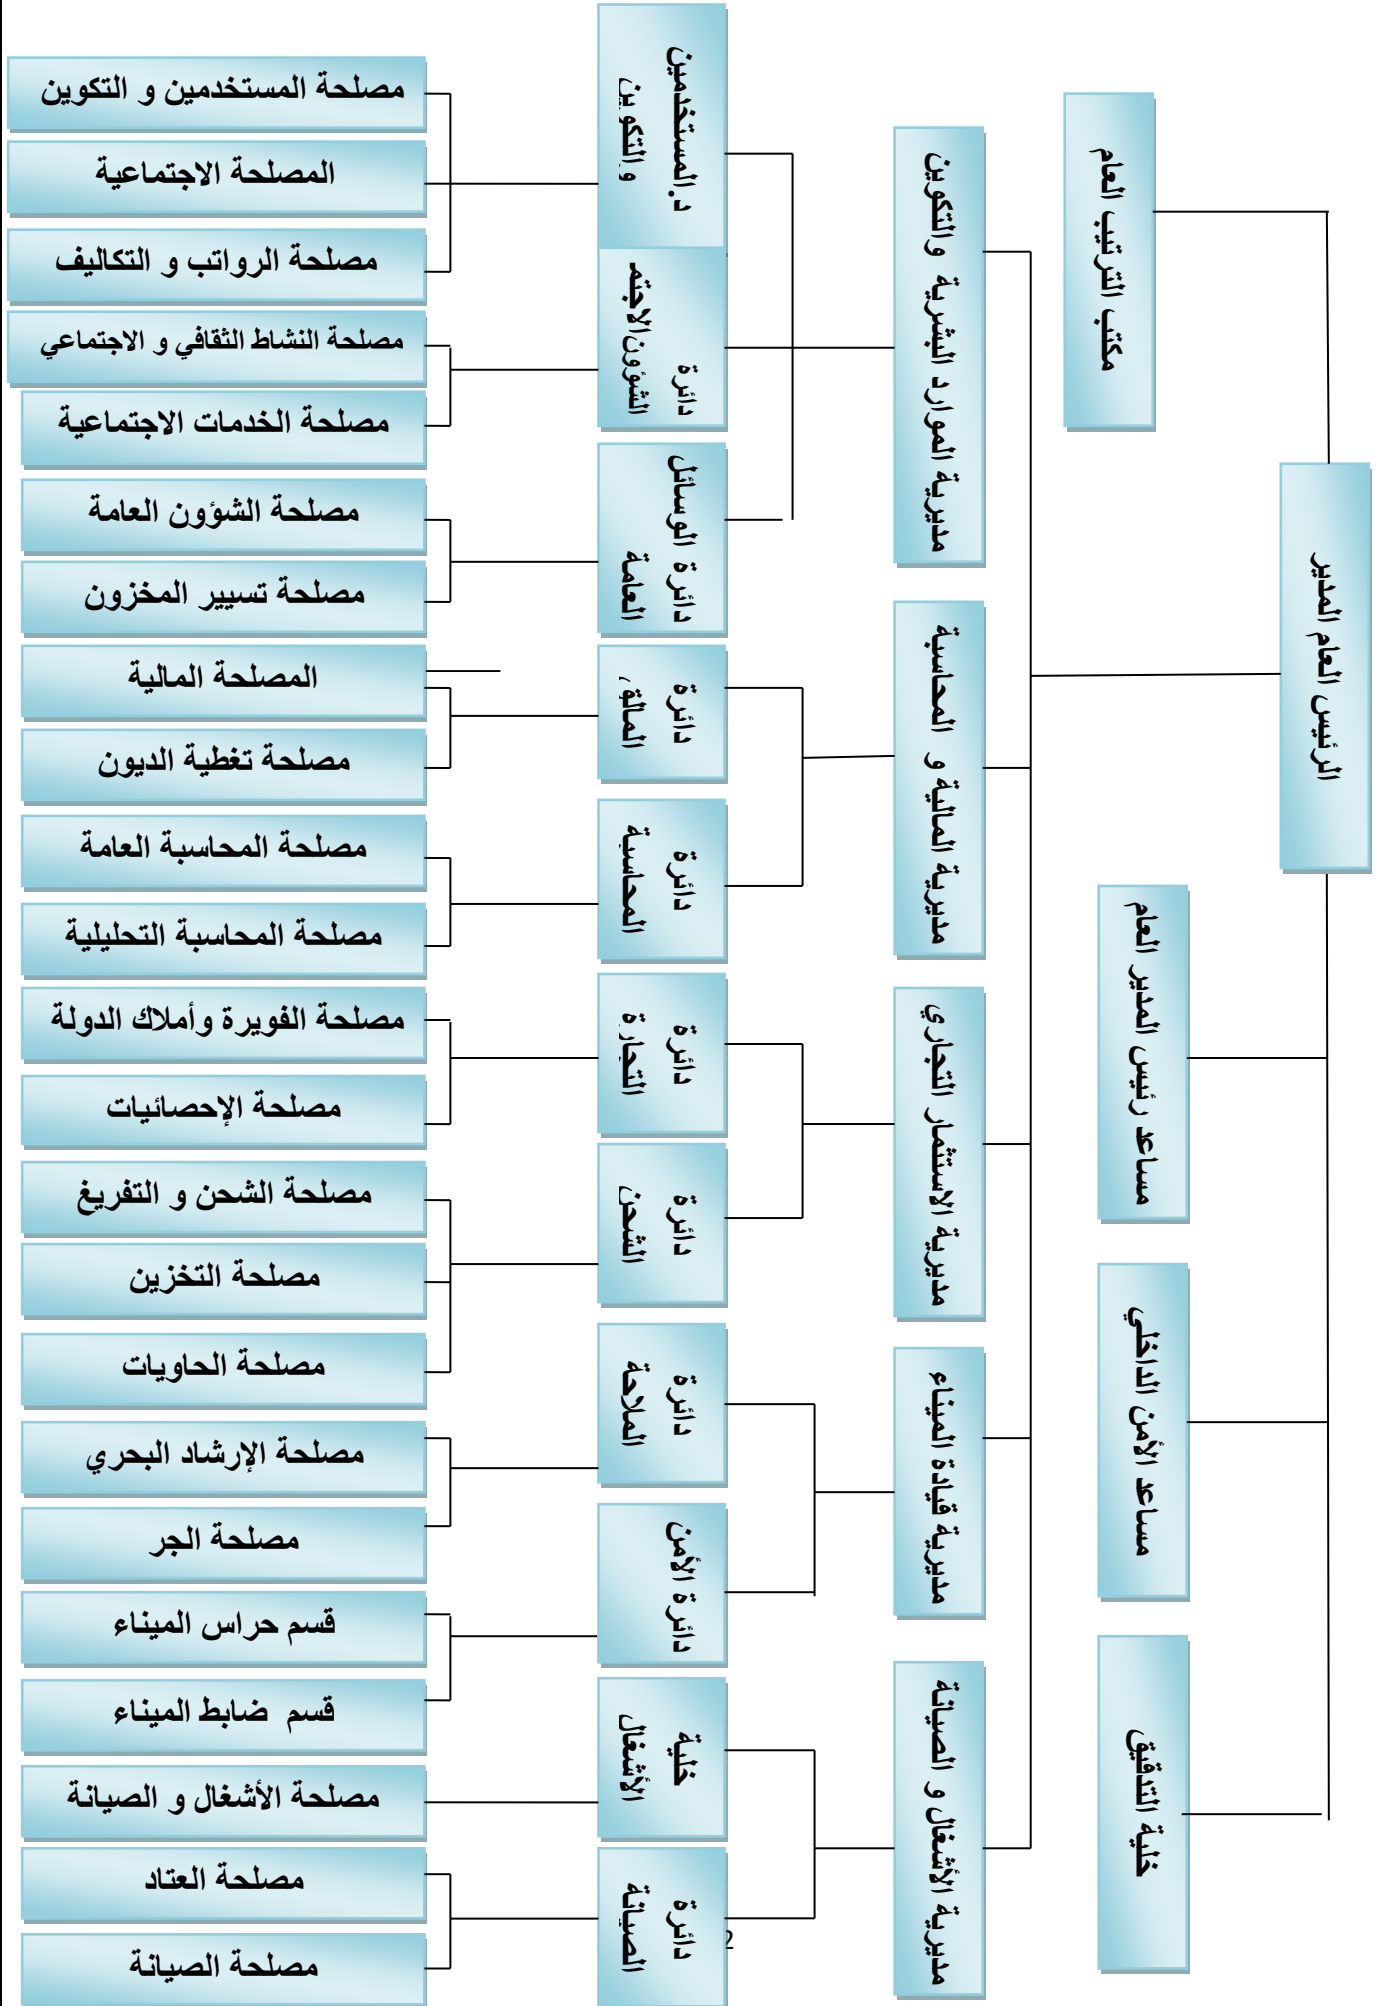 الرئيس العام المدير
مكتب الترتيب العام
مساعد رئيس المدير العام
مساعد الأمن الداخلي
خلية التدقيق
مديرية الموارد البشرية والتكوين
مديرية المالية و المحاسبة
مديرية الاستثمار التجاري
مديرية قيادة الميناء
مديرية الأشغال و الصيانة
د.المستخدمين
و التكوين
دائرة
الشؤون الاجتم
دائرة الوسائل
العامة
دائرة
دائرة
المحاسبة
دائرة
التجارة
دائرة
الشحن
دائرة
الملاحة
دائرة الأمن
خلية
الأشغال
دائرة
الصيانة
مصلحة المستخدمين و التكوين
المصلحة الاجتماعية
مصلحة الرواتب و التكاليف
مصلحة النشاط الثقافي و الاجتماعي
مصلحة الخدمات الاجتماعية
مصلحة الشؤون العامة
مصلحة تسيير المخزون
المصلحة المالية
مصلحة تغطية الديون
مصلحة المحاسبة العامة
مصلحة المحاسبة التحليلية
مصلحة الفويرة وأملاك الدولة
مصلحة الإحصائيات
مصلحة الشحن و التفريغ
مصلحة التخزين
مصلحة الحاويات
مصلحة الإرشاد البحري
مصلحة الجر
قسم حراس الميناء
قسم ضابط الميناء
مصلحة الأشغال و الصيانة
مصلحة العتاد
مصلحة الصيانة
2